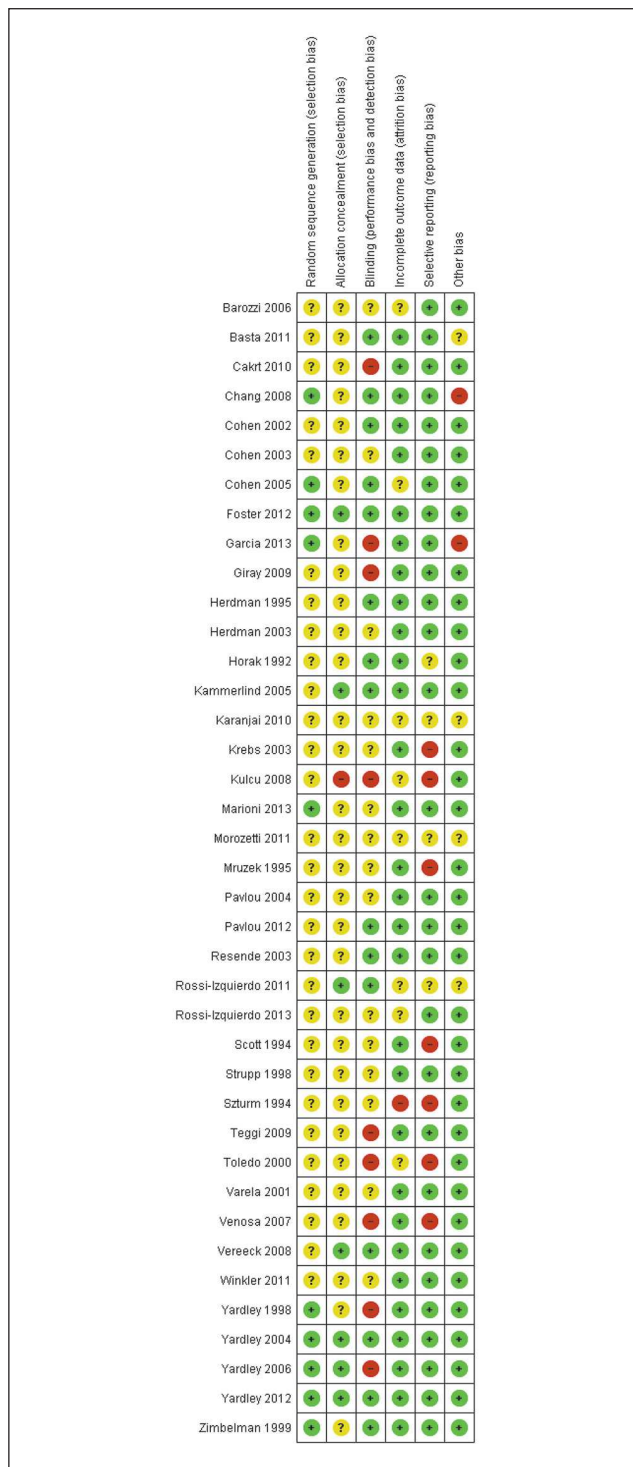 Random sequence generation (selection bias)
Allocation concealment (selection bias)
Blinding (performance bias and detection bias)
Incomplete outcome data (attrition bias)
Selective reporting (reporting bias)
Other bias
Barozzi 2006 ? ? ? ? + +
Basta 2011 ? ? + + + ?
Cakrt 2010 ? ? - + + +
Chang 2008 + ? + + + -
Cohen 2002 ? ? + + + +
Cohen 2003 ? ? ? + + +
Cohen 2005 + ? + ? + +
Foster 2012 + + + + + +
Garcia 2013 + ? - + + -
Giray 2009 ? ? - + + +
Herdman 1995 ? ? + + + +
Herdman 2003 ? ? ? + + +
Horak 1992 ? ? + + ? +
Kammerlind 2005 ? + + + + +
Karanjai 2010 ? ? ? ? ? ?
Krebs 2003 ? ? ? + - +
Kulcu 2008 ? - - ? - +
Marioni 2013 + ? ? + + +
Morozetti 2011 ? ? ? ? ? ?
Mruzek 1995 ? ? ? + - +
Pavlou 2004 ? ? ? + + +
Pavlou 2012 ? ? + + + +
Resende 2003 ? ? + + + +
Rossi-Izquierdo 2011 ? + + ? ? ?
Rossi-Izquierdo 2013 ? ? ? ? + +
Scott 1994 ? ? ? + - +
Strupp 1998 ? ? ? + + +
Szturm 1994 ? ? ? - - +
Teggi 2009 ? ? - + + +
Toledo 2000 ? ? - ? - +
Varela 2001 ? ? ? + + +
Venosa 2007 ? ? - + - +
Vereeck 2008 ? + + + + +
Winkler 2011 ? ? ? + + +
Yardley 1998 + ? - + + +
Yardley 2004 + + + + + +
Yardley 2006 + + - + + +
Yardley 2012 + + + + + +
Zimbelman 1999 + ? + + + +